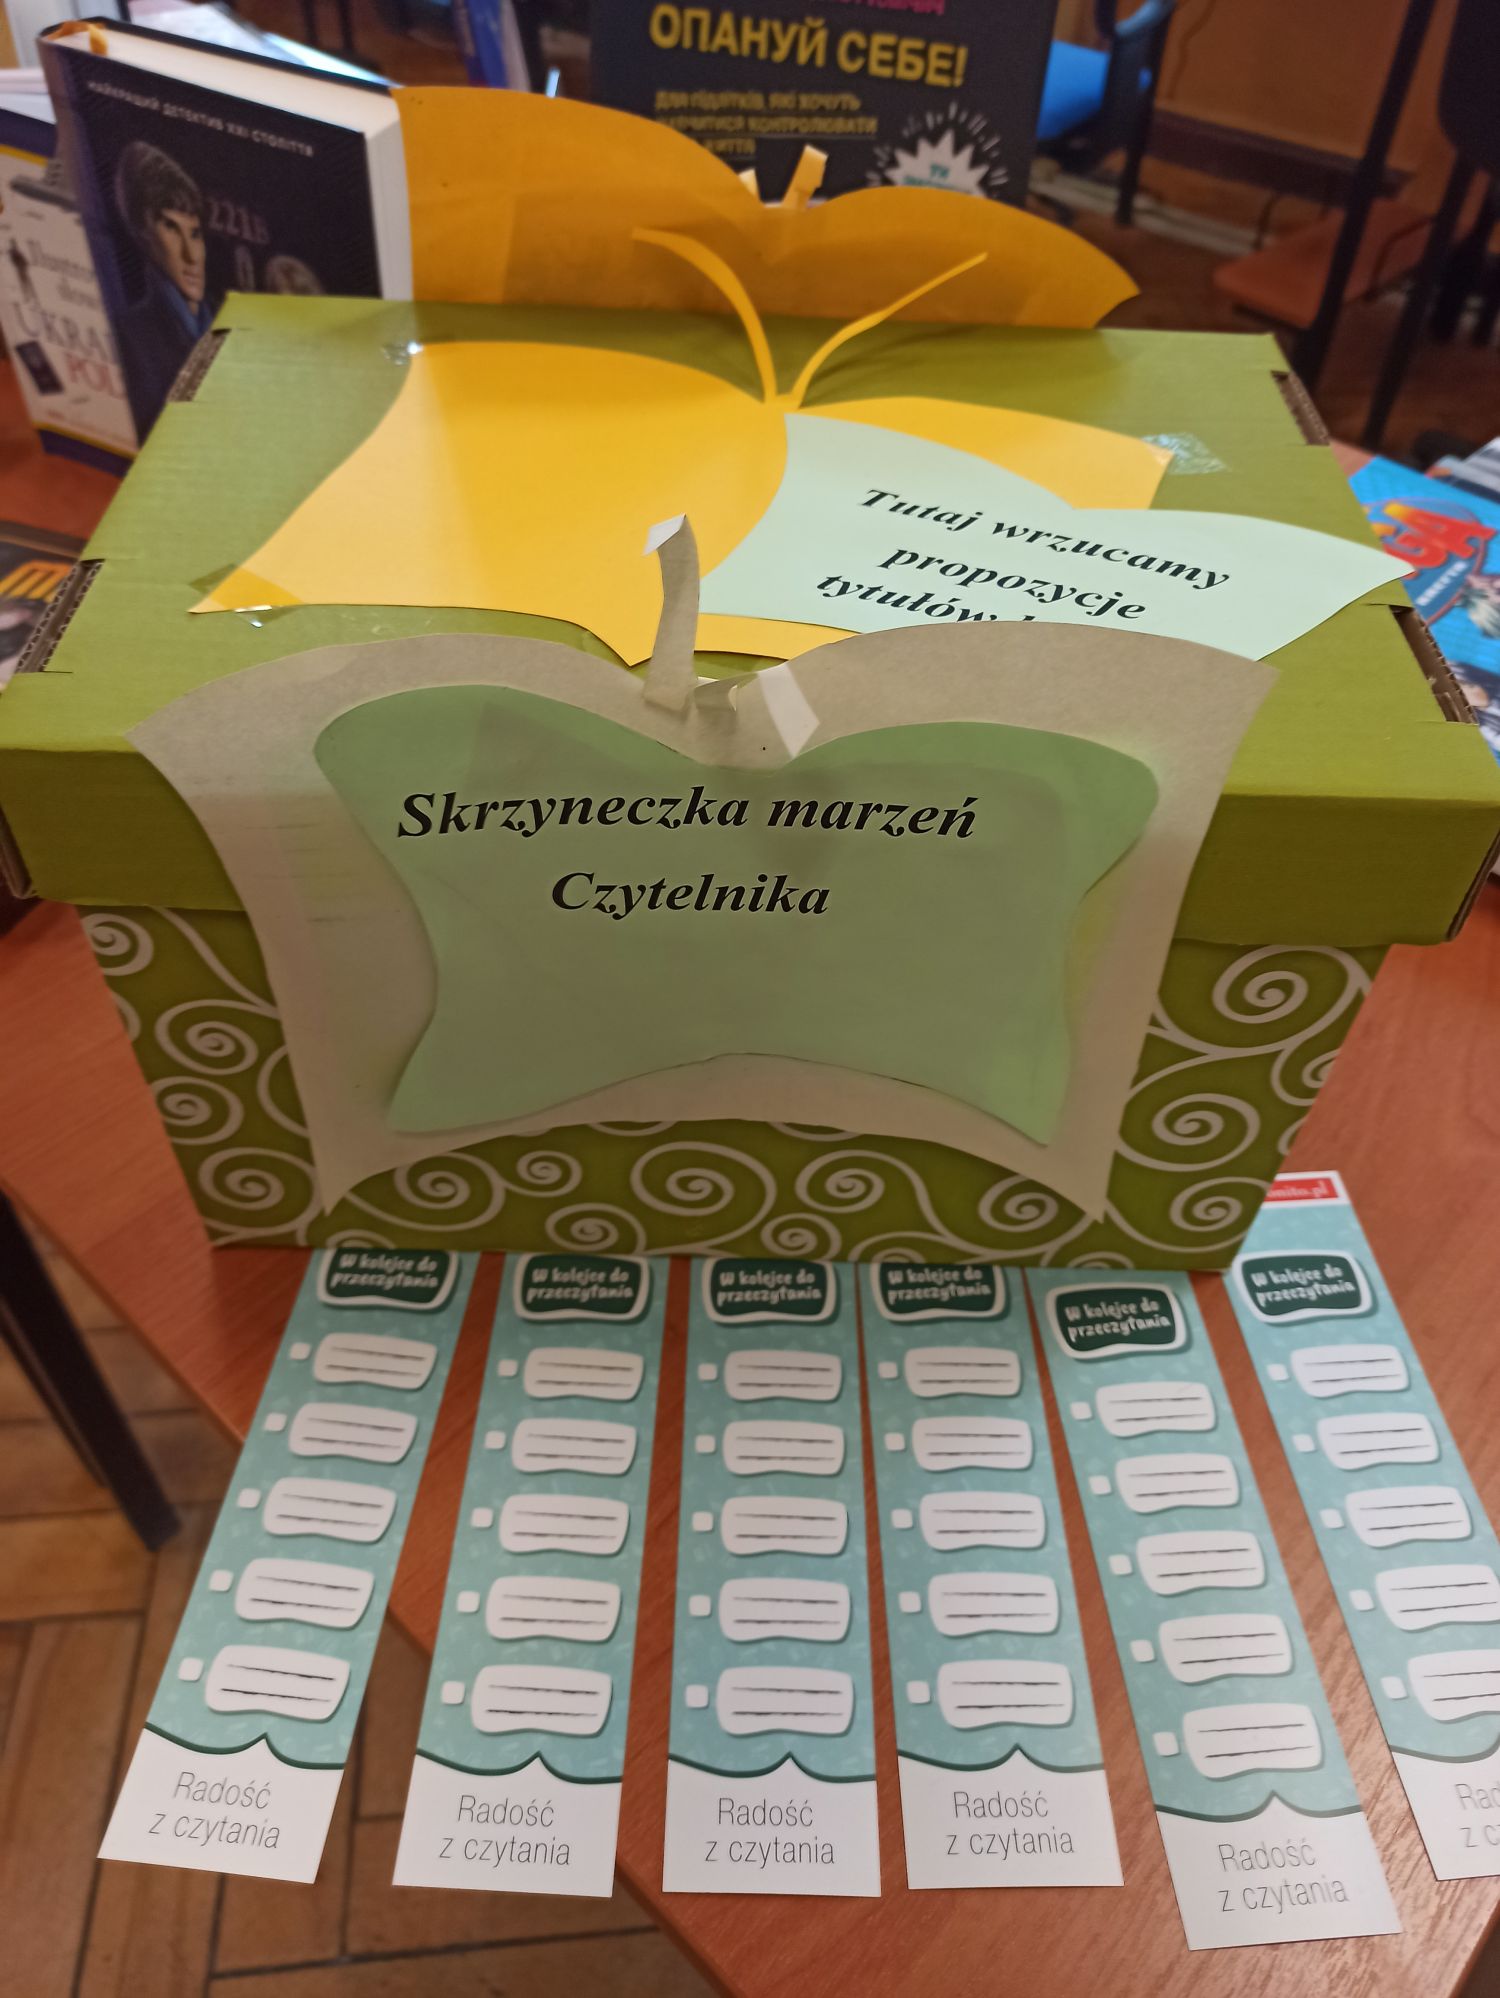 ОПАНУЙ СЕБЕ!
ДЛЯ ПІДЛІТКІВ, ЯКІ ХОЧУТЬ
КОНТРОЛЮВАТИ
НАЙКРАЩИЙ ДЕТЕКТИВ ХХІ СТОЛІТТЯ
221B
Tutaj wrzucamy
propozycje
tytułów
Skrzyneczka marzeń
Czytelnika
W kolejce do
przeczytania
Radość
z czytania
W kolejce do
przeczytania
Radość
z czytania
W kolejce do
przeczytania
Radość
z czytania
W kolejce do
przeczytania
Radość
z czytania
W kolejce do
przeczytania
Radość
z czytania
W kolejce do
przeczytania